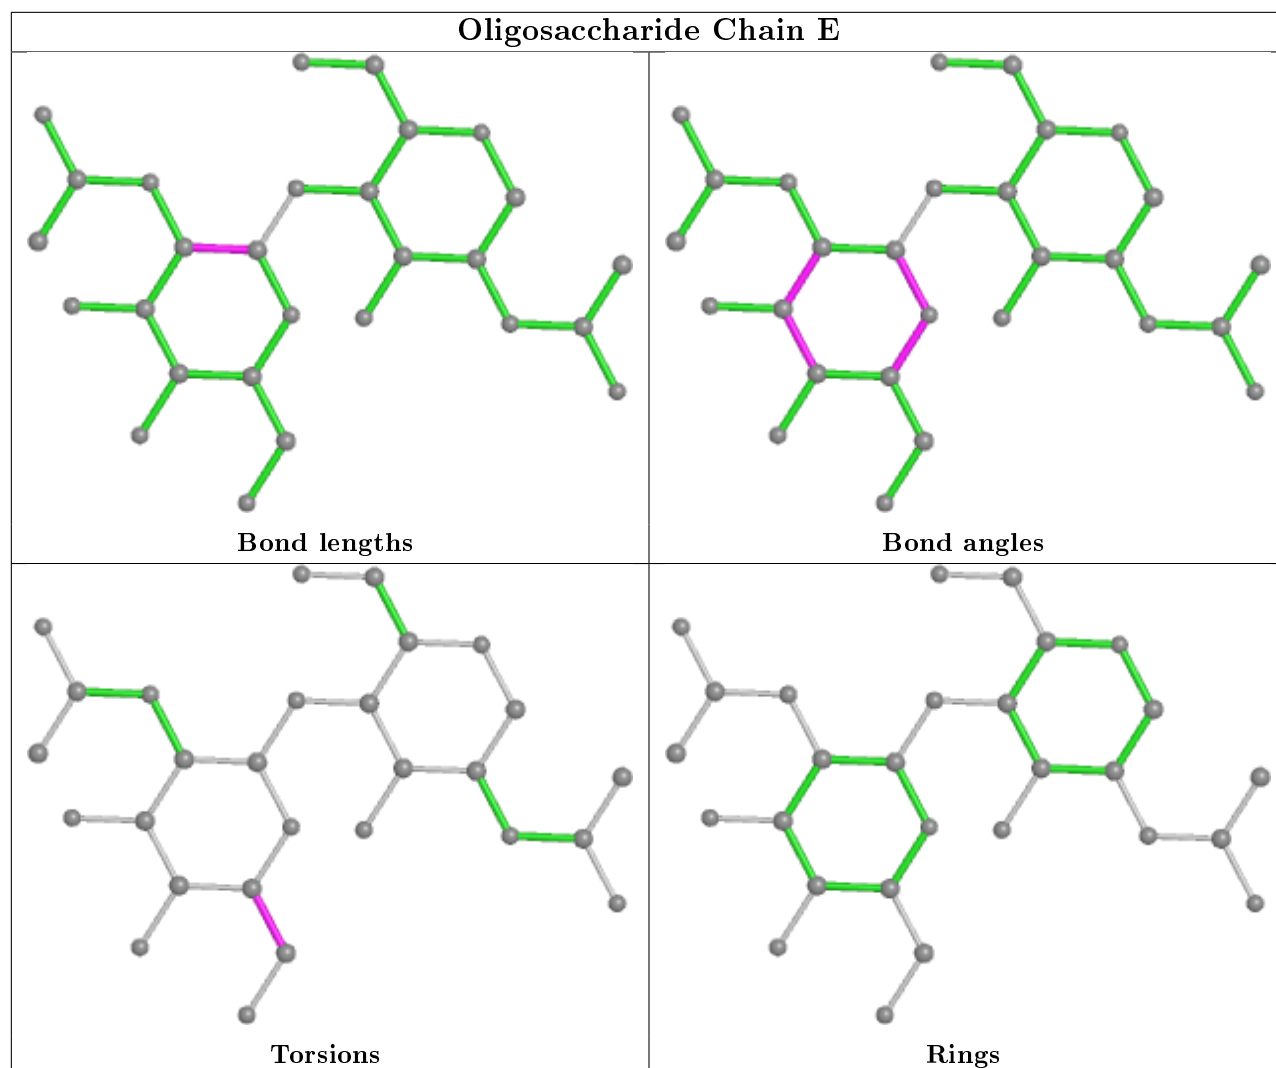 Oligosaccharide Chain E
Bond lengths
Bond angles
Torsions
Rings